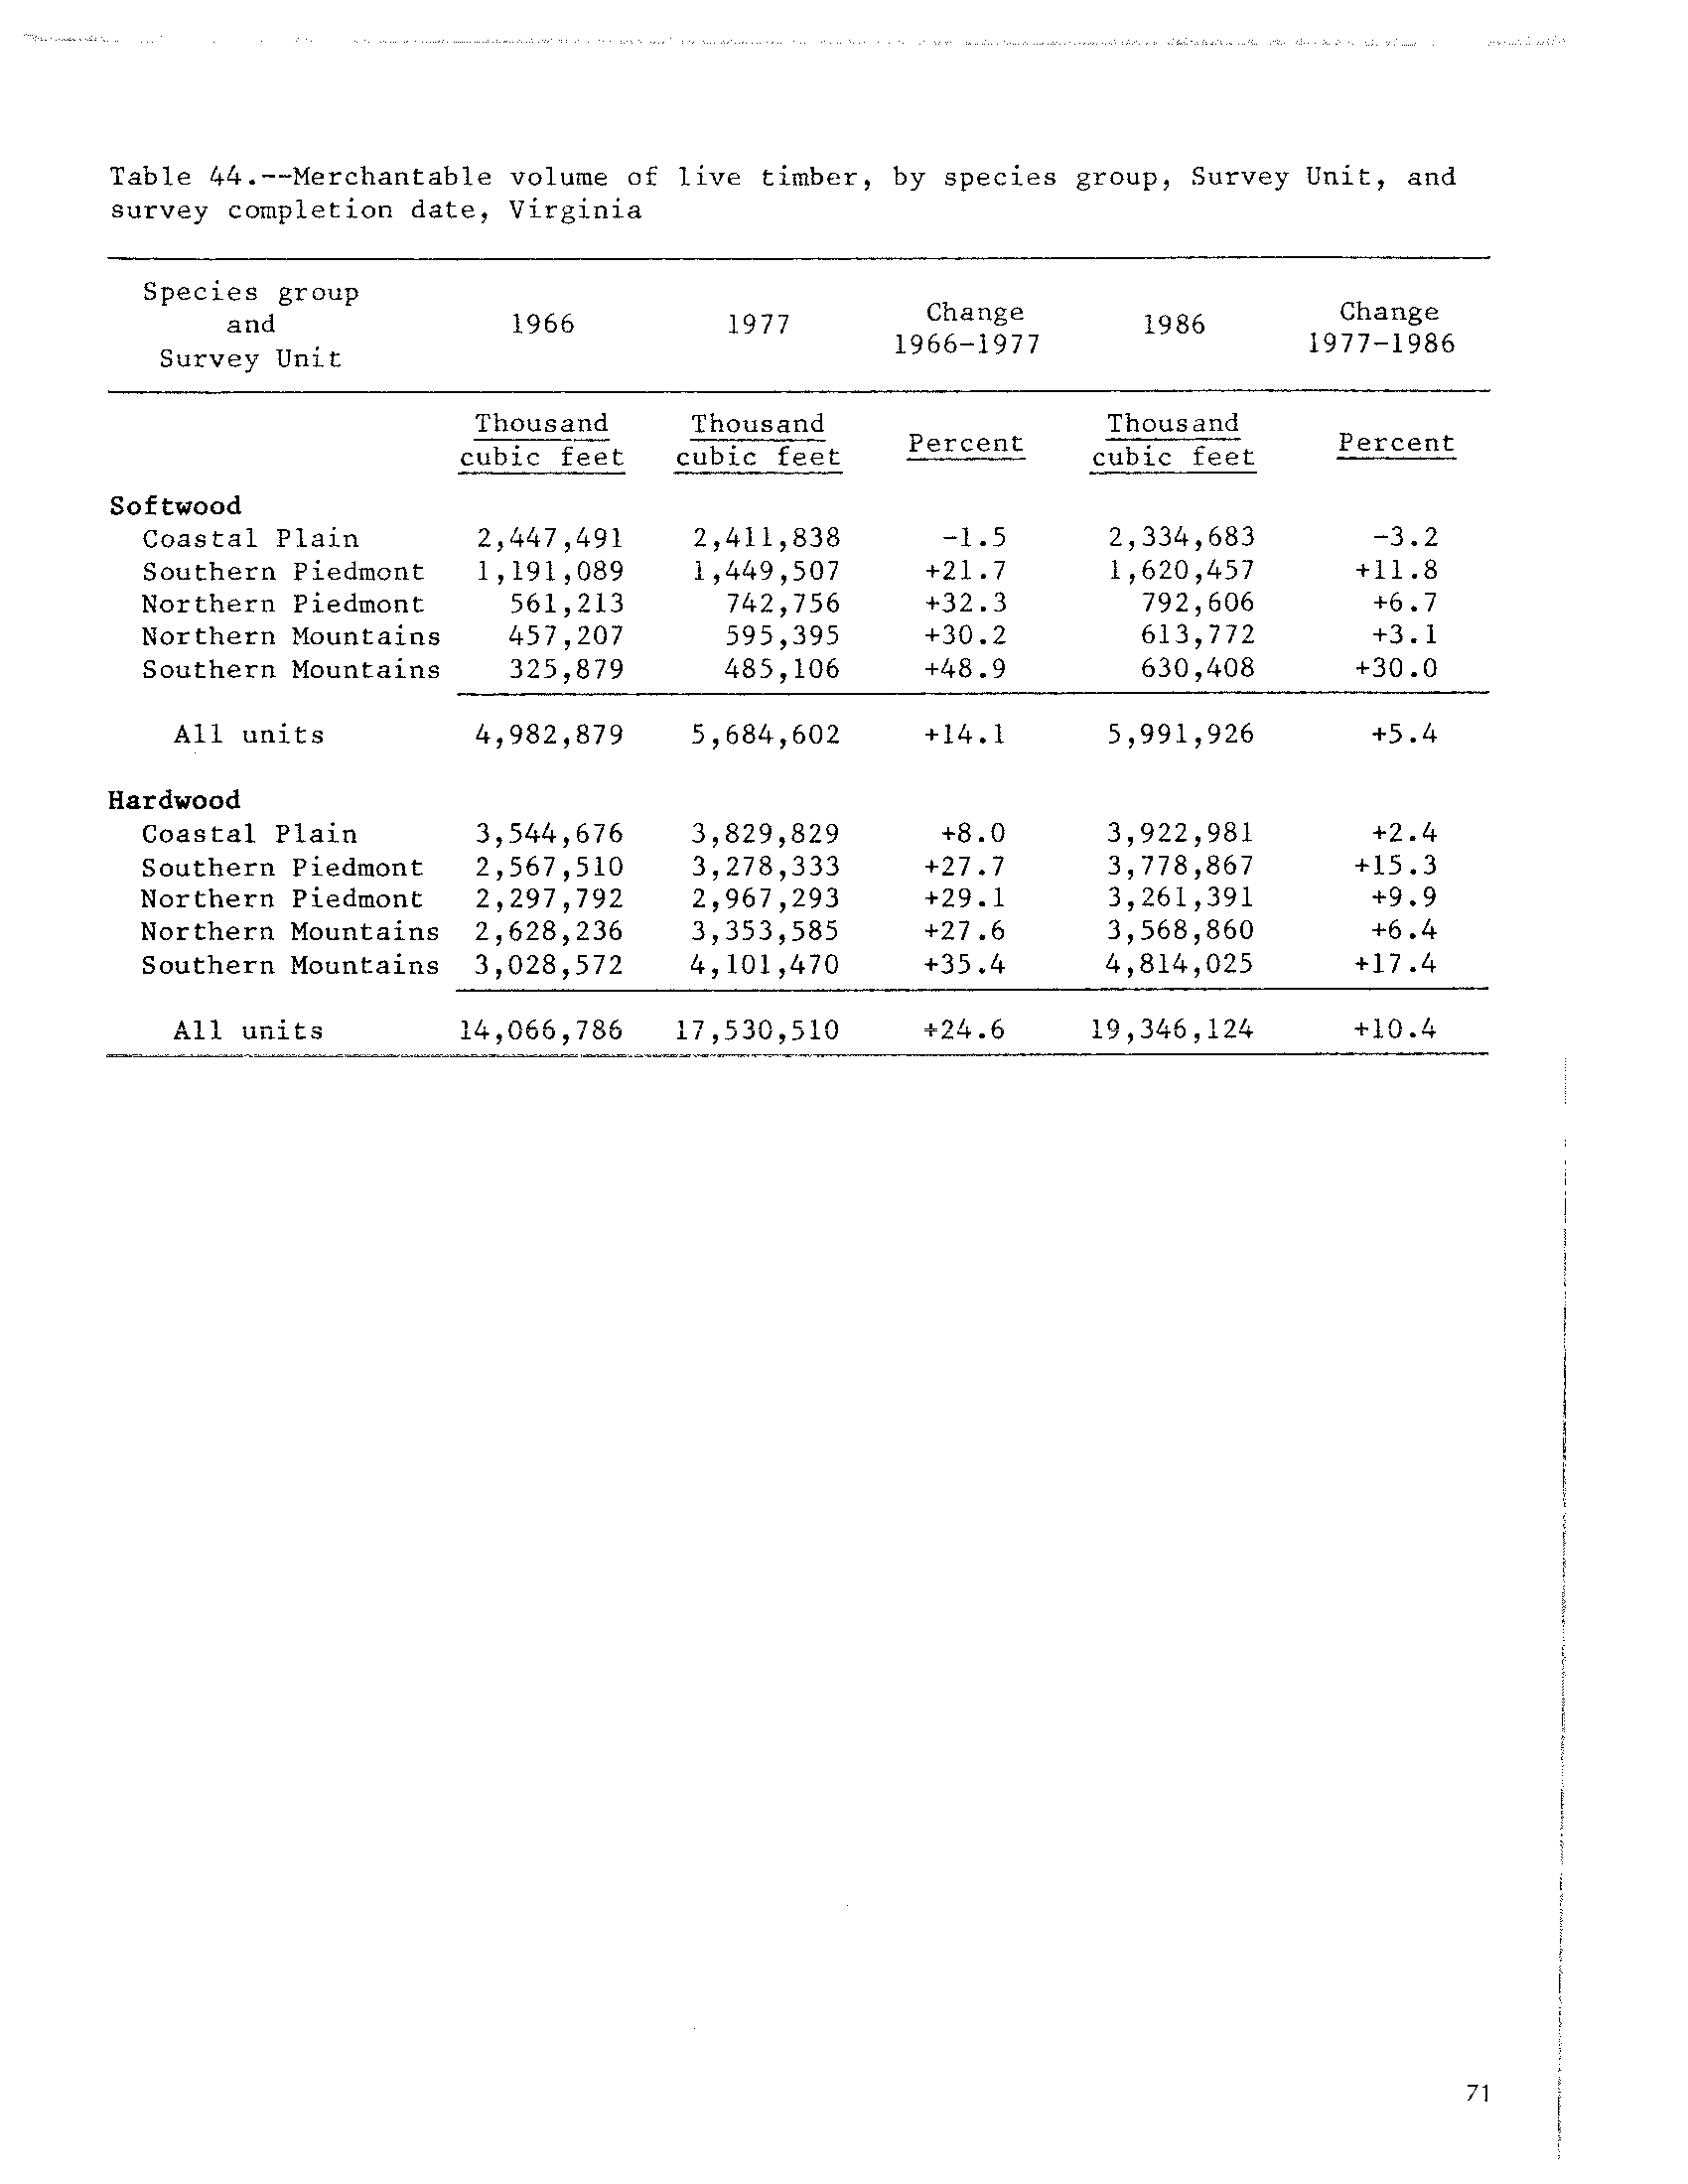 Table 44.--Merchantable volume of live timber, by species group, Survey Unit, and
survey completion date, Virginia
Species group
and
Survey Unit
1966 1977 Change 1966-1977 1986 Change 1977-1986
Thousand cubic feet Thousand cubic feet Percent Thousand cubic feet Percent
Softwood
Coastal Plain 2,447,491 2,411,838 -1.5 2,334,683 -3.2
Southern Piedmont 1,191,089 1,449,507 +21.7 1,620,457 +11.8
Northern Piedmont 561,213 742,756 +32.3 792,606 +6.7
Northern Mountains 457,207 595,395 +30.2 613,772 +3.1
Southern Mountains 325,879 485,106 +48.9 630,408 +30.0
All units 4,982,879 5,684,602 +14.1 5,991,926 +5.4
Hardwood
Coastal Plain 3,544,676 3,829,829 +8.0 3,922,981 +2.4
Southern Piedmont 2,567,510 3,278,333 +27.7 3,778,867 +15.3
Northern Piedmont 2,297,792 2,967,293 +29.1 3,261,391 +9.9
Northern Mountains 2,628,236 3,353,585 +27.6 3,568,860 +6.4
Southern Mountains 3,028,572 4,101,470 +35.4 4,814,025 +17.4
All units 14,066,786 17,530,510 +24.6 19,346,124 +10.4
71